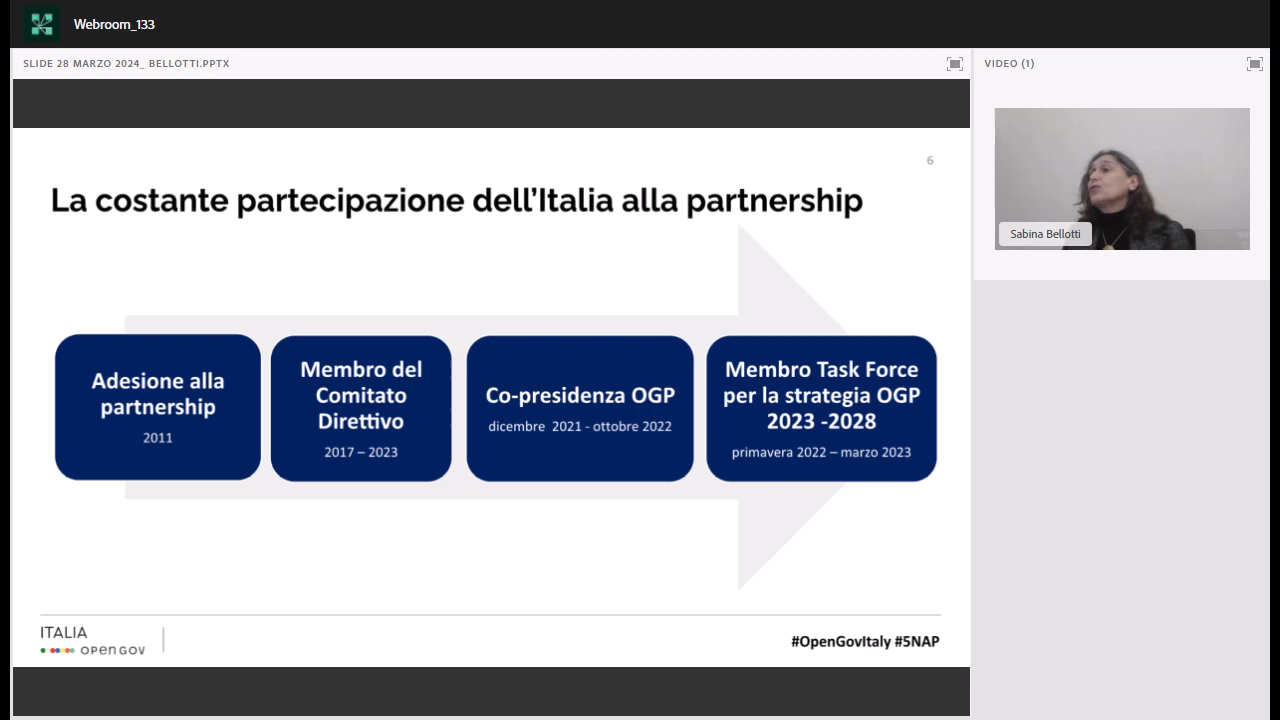 Webroom_133
SLIDE 28 MARZO 2024_ BELLOTTI.PPTX
VIDEO (1)
6
La costante partecipazione dell'Italia alla partnership
Adesione alla
partnership
2011
Membro del
Comitato
Direttivo
2017 – 2023
Co-presidenza OGP
dicembre 2021 - ottobre 2022
Membro Task Force
per la strategia OGP
2023 -2028
primavera 2022 – marzo 2023
Sabina Bellotti
ITALIA
OPEN GOV
#OpenGovItaly #5NAP